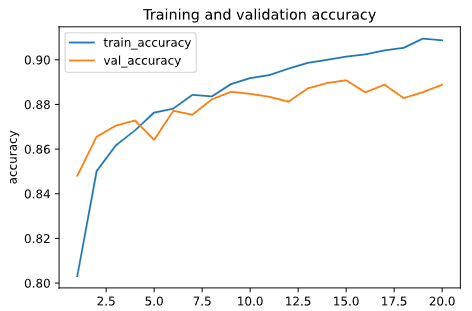 Training and validation accuracy
train_accuracy
val_accuracy
accuracy
0.90
0.88
0.86
0.84
0.82
0.80
2.5 5.0 7.5 10.0 12.5 15.0 17.5 20.0